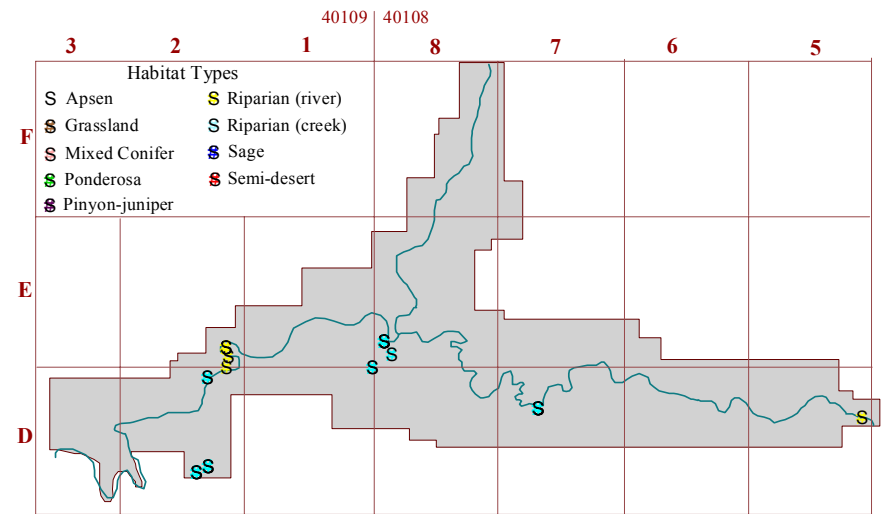 40109 40108
3 2 1 8 7 6 5
Habitat Types
S Apsen S Riparian (river)
S Grassland S Riparian (creek)
S Mixed Conifer S Sage
S Ponderosa S Semi-desert
S Pinyon-juniper
F
E
S
S
S
S
S
S
S
D
S
S
S
S